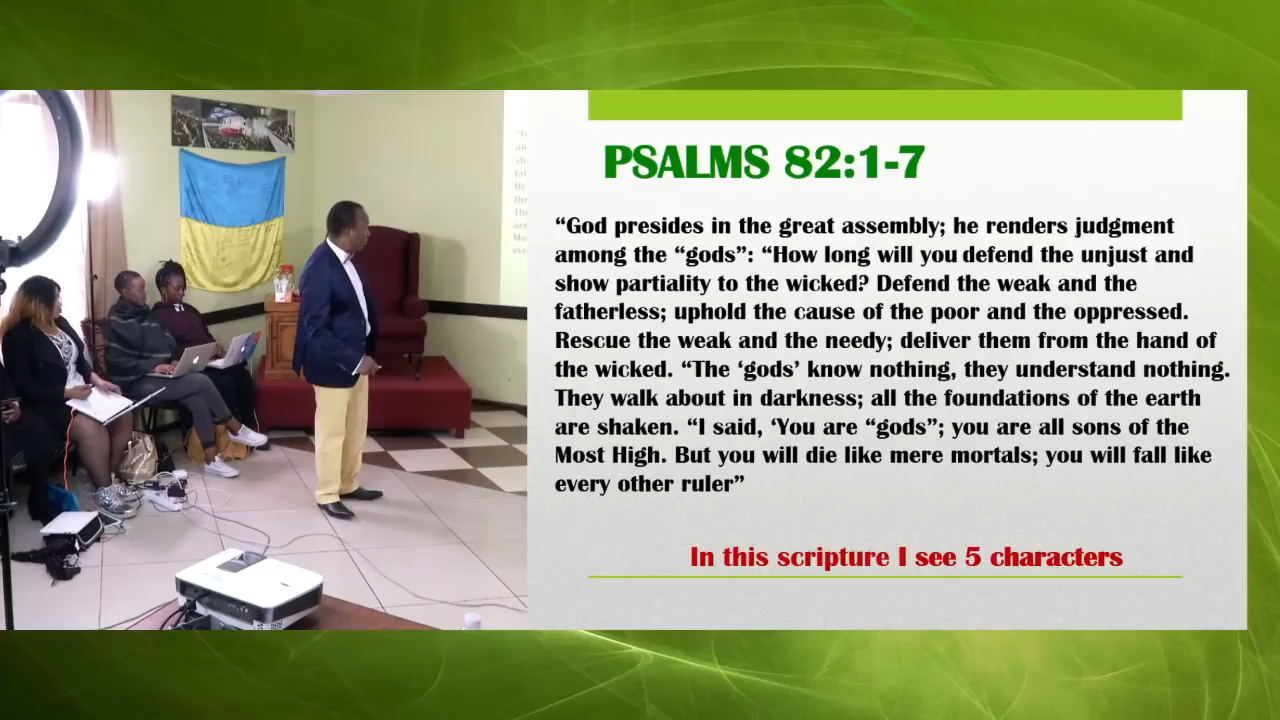 PSALMS 82:1-7
“God presides in the great assembly; he renders judgment
among the “gods”: “How long will you defend the unjust and
show partiality to the wicked? Defend the weak and the
fatherless; uphold the cause of the poor and the oppressed.
Rescue the weak and the needy; deliver them from the hand of
the wicked. “The ‘gods’ know nothing, they understand nothing.
They walk about in darkness; all the foundations of the earth
are shaken. “I said, ‘You are “gods”; you are all sons of the
Most High. But you will die like mere mortals; you will fall like
every other ruler”
In this scripture I see 5 characters